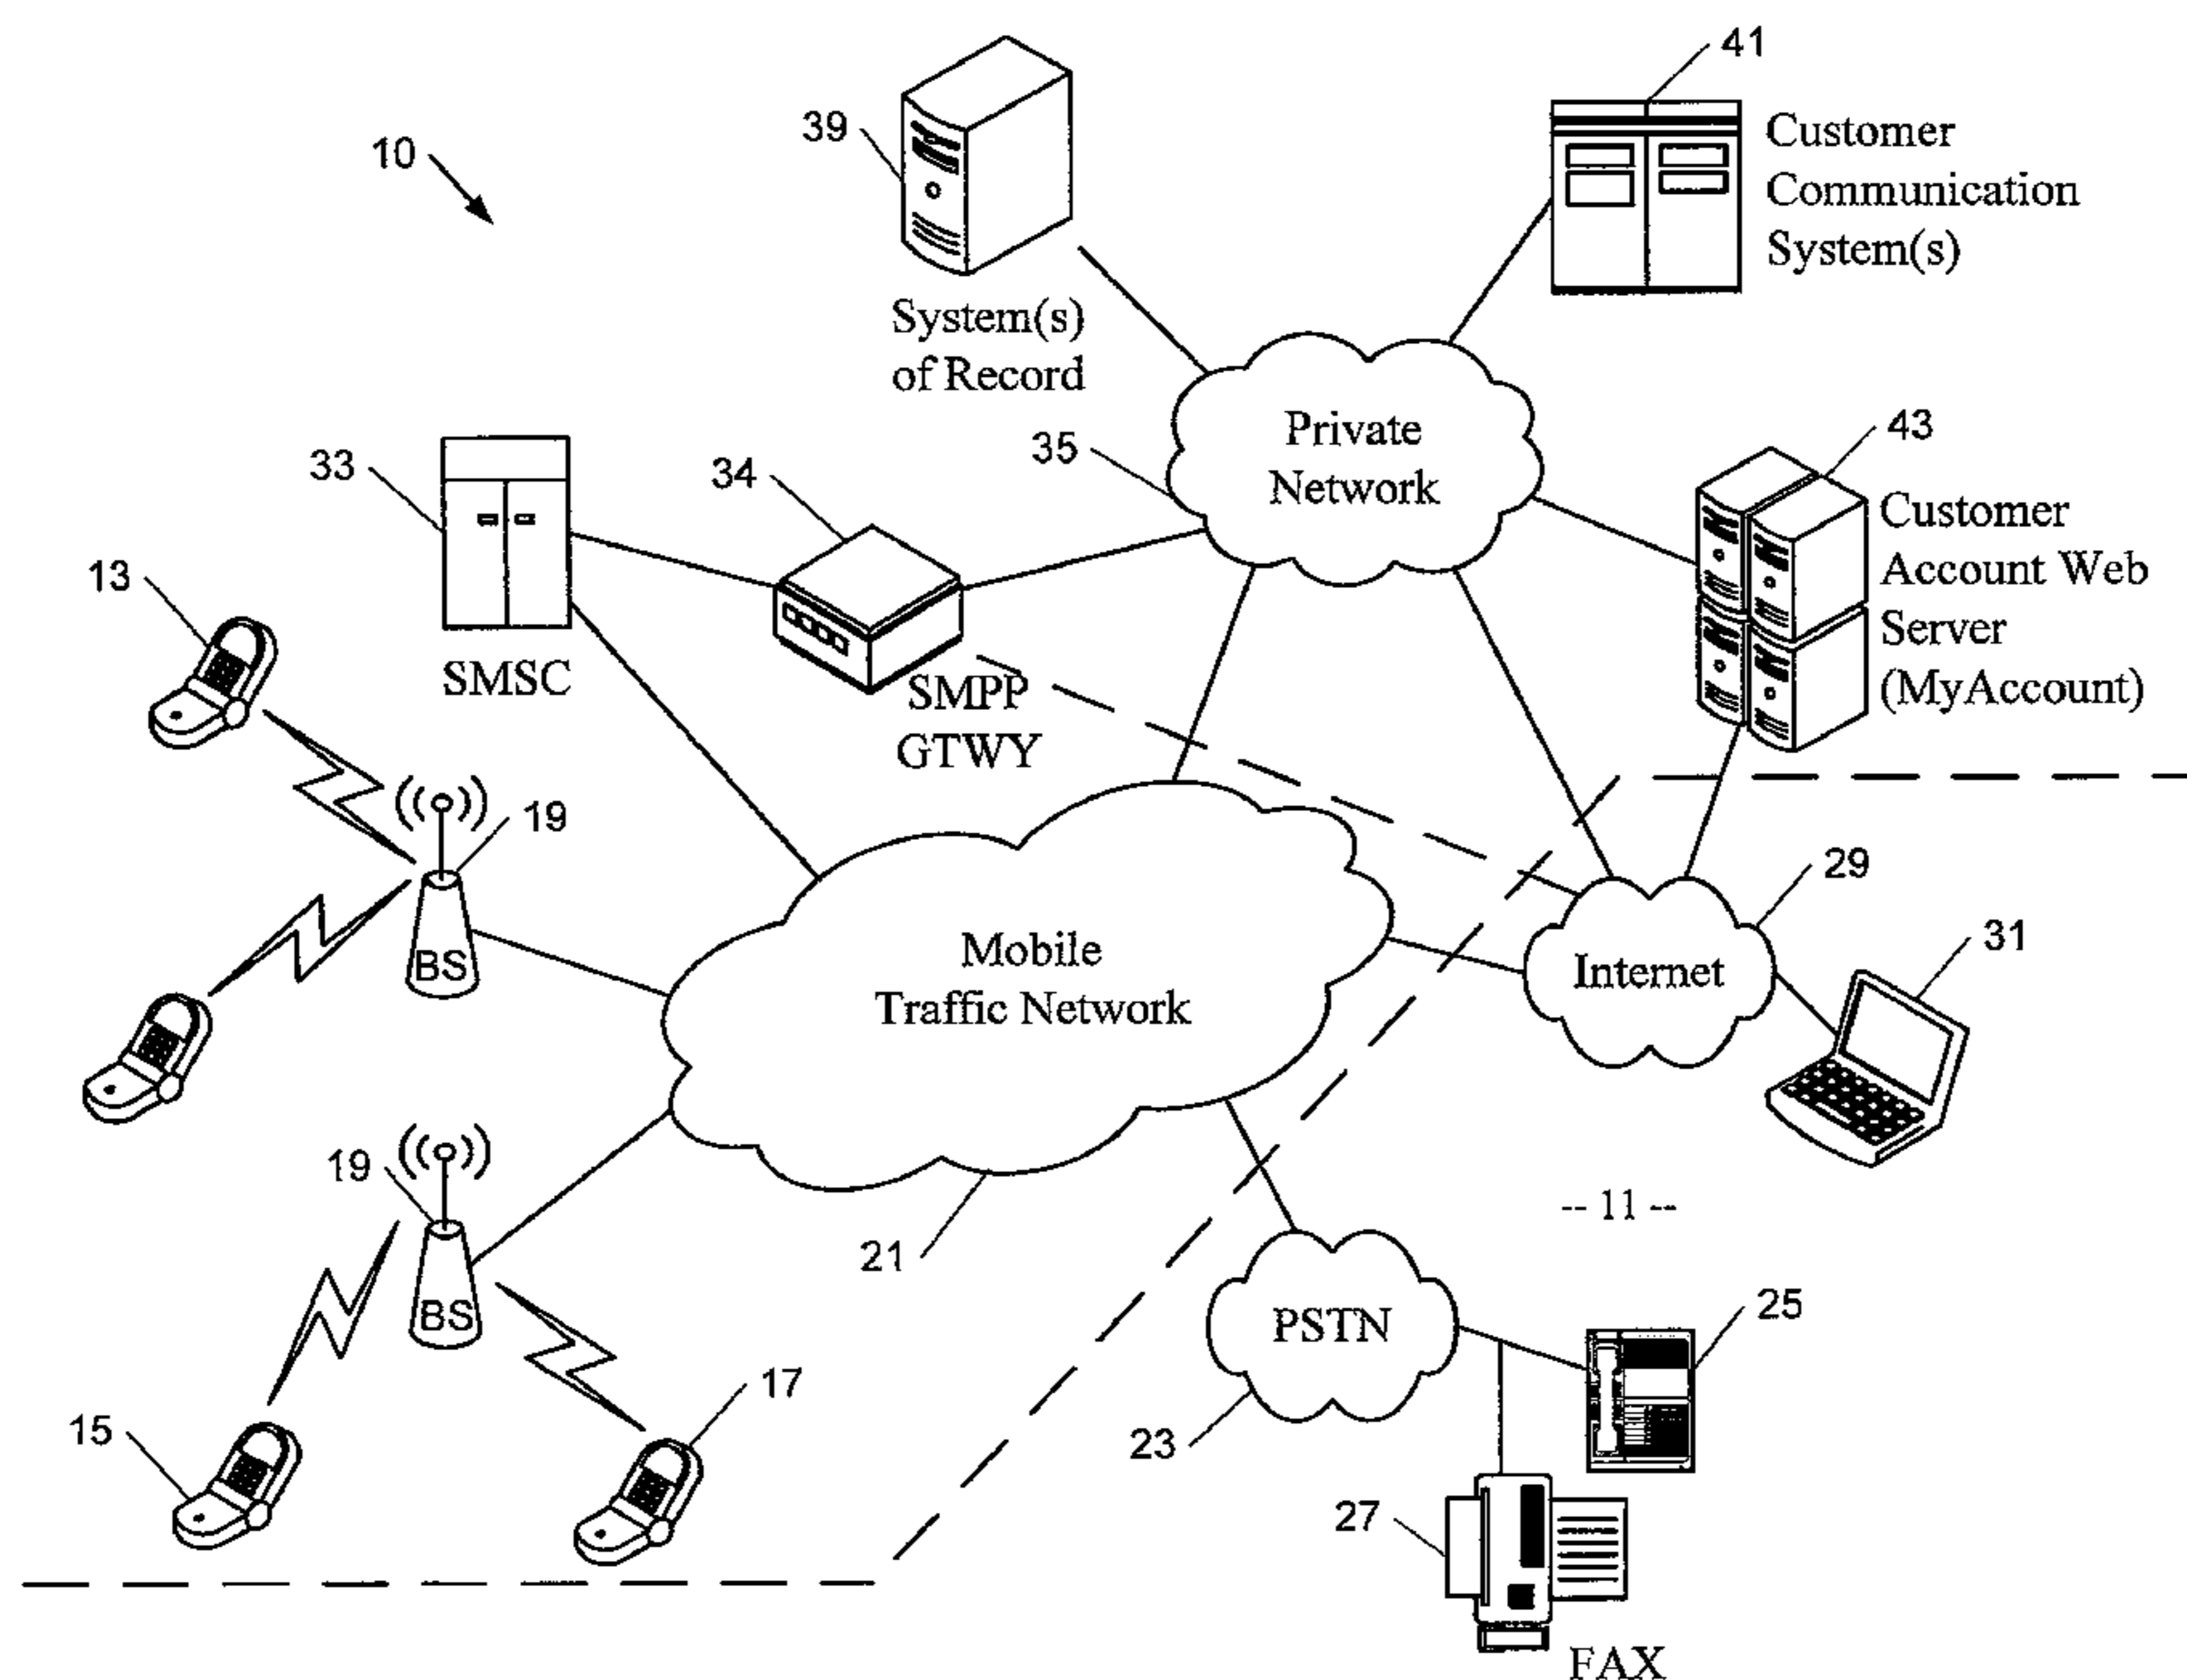 41
39
Customer
Communication
System(s)
10
System(s)
of Record
Private
Network
35
43
33
34
Customer
Account Web
Server
(MyAccount)
13
SMSC
SMPP
GTWY
19
29
31
BS
Mobile
Traffic Network
Internet
19
-- 11 --
21
BS
PSTN
25
17
15
23
27
FAX